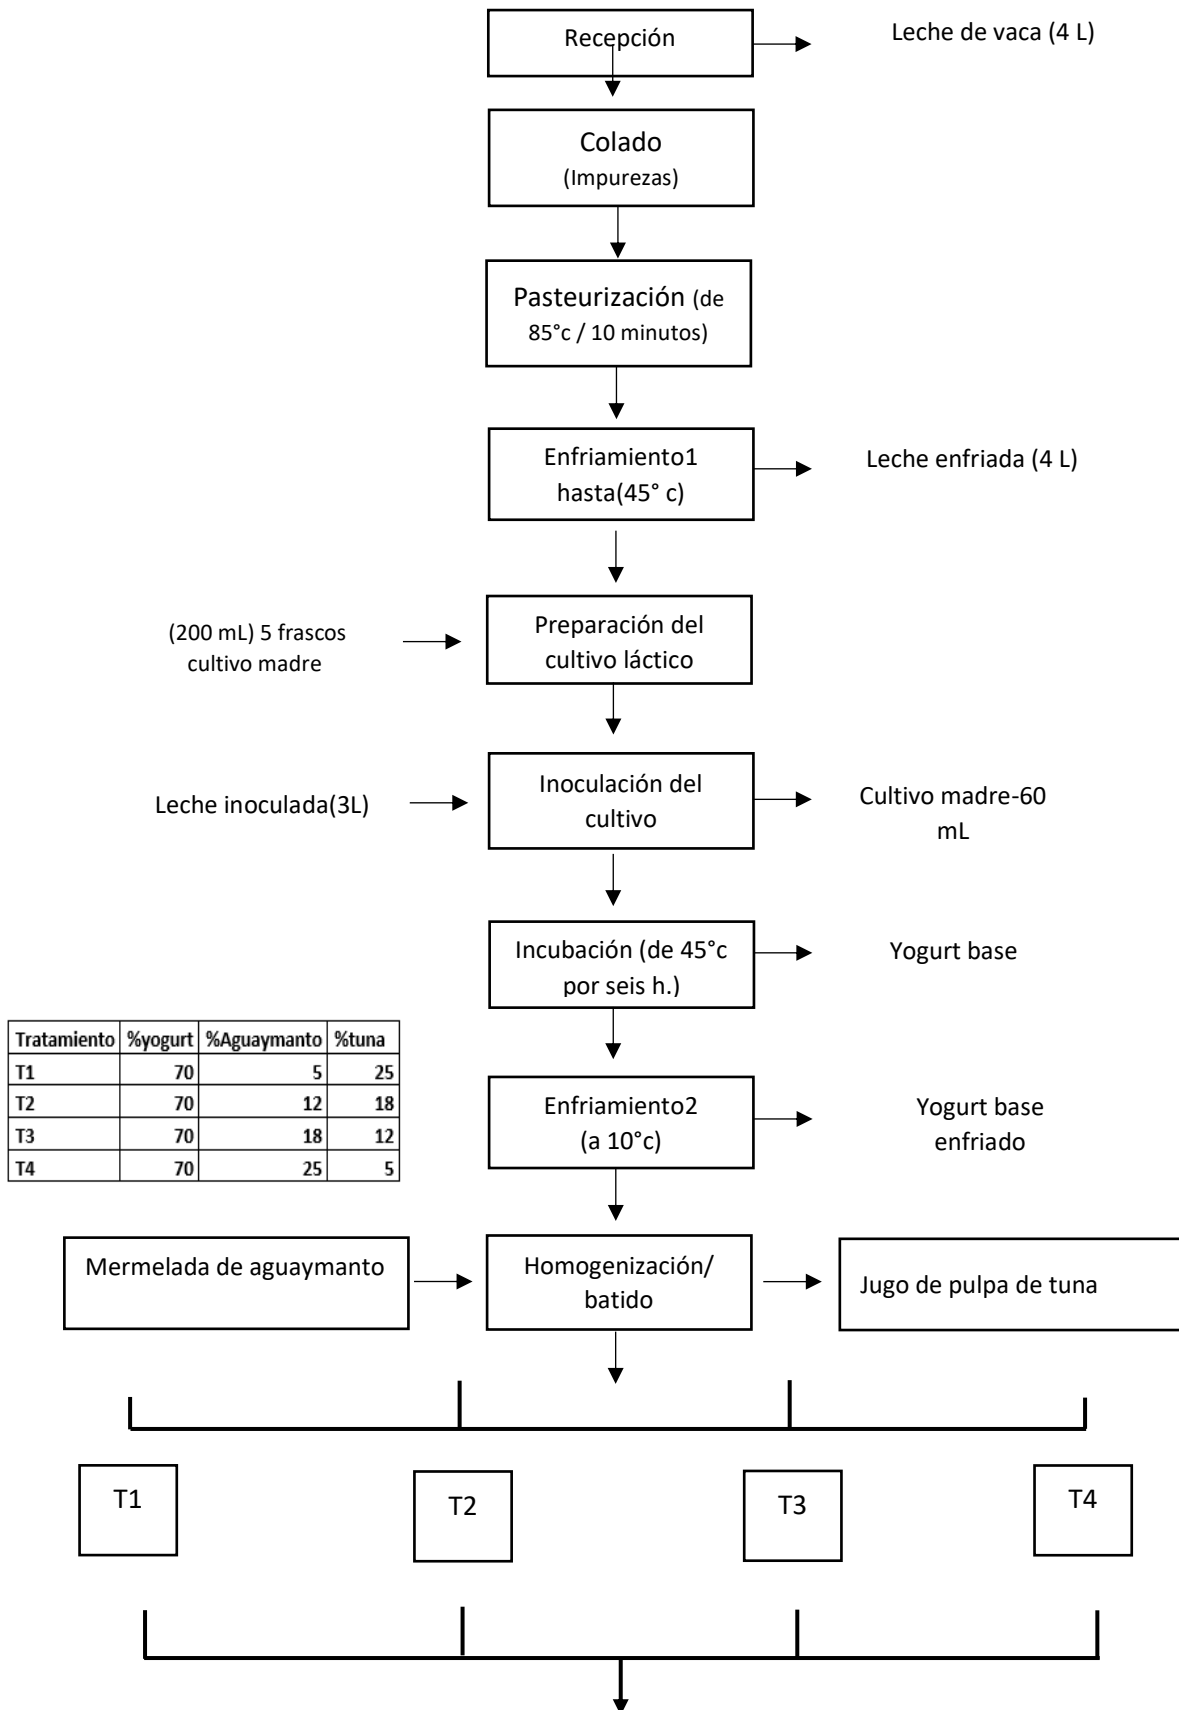 Recepción
Leche de vaca (4 L)
Colado
(Impurezas)
Pasteurización (de
85°c / 10 minutos)
Enfriamiento1
hasta(45° c)
Leche enfriada (4 L)
(200 mL) 5 frascos
cultivo madre
Preparación del
cultivo láctico
Leche inoculada(3L)
Inoculación del
cultivo
Cultivo madre-60
mL
Incubación (de 45°c
por seis h.)
Yogurt base
Tratamiento %yogurt %Aguaymanto %tuna
T1 70 5 25
T2 70 12 18
T3 70 18 12
T4 70 25 5
Enfriamiento2
(a 10°c)
Yogurt base
enfriado
Mermelada de aguaymanto
Homogenización/
batido
Jugo de pulpa de tuna
T1
T2
T3
T4